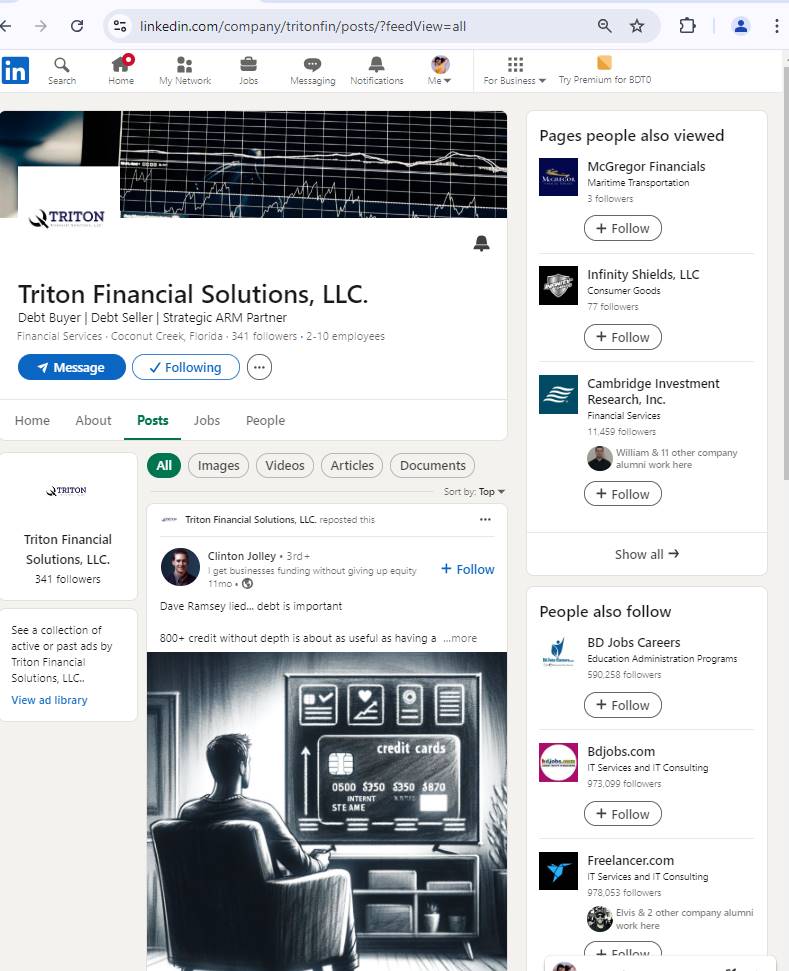 linkedin.com/company/tritonfin/posts/?feedView=all
in
Search
Home
My Network
Jobs
Messaging
Notifications
Me
For Business
Try Premium for BDT0
TRITON
Triton Financial Solutions, LLC.
Debt Buyer | Debt Seller | Strategic ARM Partner
Financial Services · Coconut Creek, Florida · 341 followers · 2-10 employees
Message
Following
Home
About
Posts
Jobs
People
TRITON
Triton Financial
Solutions, LLC.
341 followers
See a collection of
active or past ads by
Triton Financial
Solutions, LLC..
View ad library
All
Images
Videos
Articles
Documents
Sort by: Top
Triton Financial Solutions, LLC. reposted this
Clinton Jolley • 3rd+
I get businesses funding without giving up equity
11mo •
+ Follow
Dave Ramsey lied... debt is important
800+ credit without depth is about as useful as having a ...more
credit cards
0500 $350 $350 $870
INTERNT
STE AME
Pages people also viewed
McGregor Financials
Maritime Transportation
3 followers
+ Follow
Infinity Shields, LLC
Consumer Goods
77 followers
+ Follow
Cambridge Investment
Research, Inc.
Financial Services
11,459 followers
William & 11 other company
alumni work here
+ Follow
Show all →
People also follow
BD Jobs Careers
Education Administration Programs
590,258 followers
+ Follow
Bdjobs.com
IT Services and IT Consulting
973,099 followers
+ Follow
Freelancer.com
IT Services and IT Consulting
978,053 followers
Elvis & 2 other company alumni
work here
+ Follow